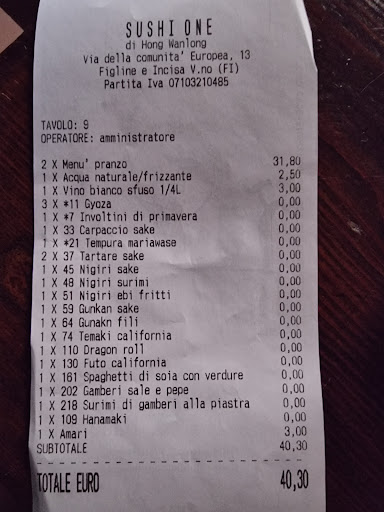 SUSHI ONE
di Hong Wanlong
Via della comunita' Europea, 13
Figline e Incisa V.no (FI)
Partita Iva 07103210485
TAVOLO: 9
OPERATORE: amministratore
2 X Menu' pranzo 31,80
1 X Acqua naturale/frizzante 2,50
1 X Vino bianco sfuso 1/4L 3,00
3 X *11 Gyoza 0,00
1 X *7 Involtini di primavera 0,00
1 X 33 Carpaccio sake 0,00
1 X *21 Tempura mariawase 0,00
2 X 37 Tartare sake 0,00
1 X 45 Nigiri sake 0,00
1 X 48 Nigiri surimi 0,00
1 X 51 Nigiri ebi fritti 0,00
1 X 59 Gunkan sake 0,00
1 X 64 Gunakn fili 0,00
1 X 74 Temaki california 0,00
1 X 110 Dragon roll 0,00
1 X 130 Futo california 0,00
1 X 161 Spaghetti di soia con verdure 0,00
1 X 202 Gamberi sale e pepe 0,00
1 X 218 Surimi di gamberi alla piastra 0,00
1 X 109 Hanamaki 0,00
1 X Amari 3,00
SUBTOTALE 40,30
TOTALE EURO 40,30